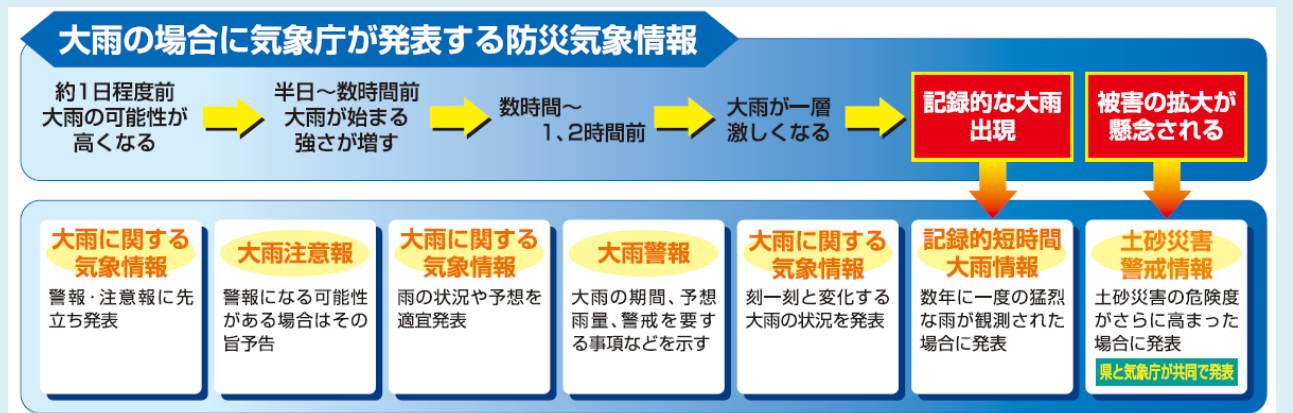 大雨の場合に気象庁が発表する防災気象情報
約1日程度前
大雨の可能性が
高くなる
半日〜数時間前
大雨が始まる
強さが増す
数時間〜
1、2時間前
大雨が一層
激しくなる
記録的な大雨
出現
被害の拡大が
懸念される
大雨に関する
気象情報
警報・注意報に先
立ち発表
大雨注意報
警報になる可能性
がある場合はその
旨予告
大雨に関する
気象情報
雨の状況や予想を
適宜発表
大雨警報
大雨の期間、予想
雨量、警戒を要す
る事項などを示す
大雨に関する
気象情報
刻一刻と変化する
大雨の状況を発表
記録的短時間
大雨情報
数年に一度の猛烈
な雨が観測された
場合に発表
土砂災害
警戒情報
土砂災害の危険度
がさらに高まった
場合に発表
県と気象庁が共同で発表